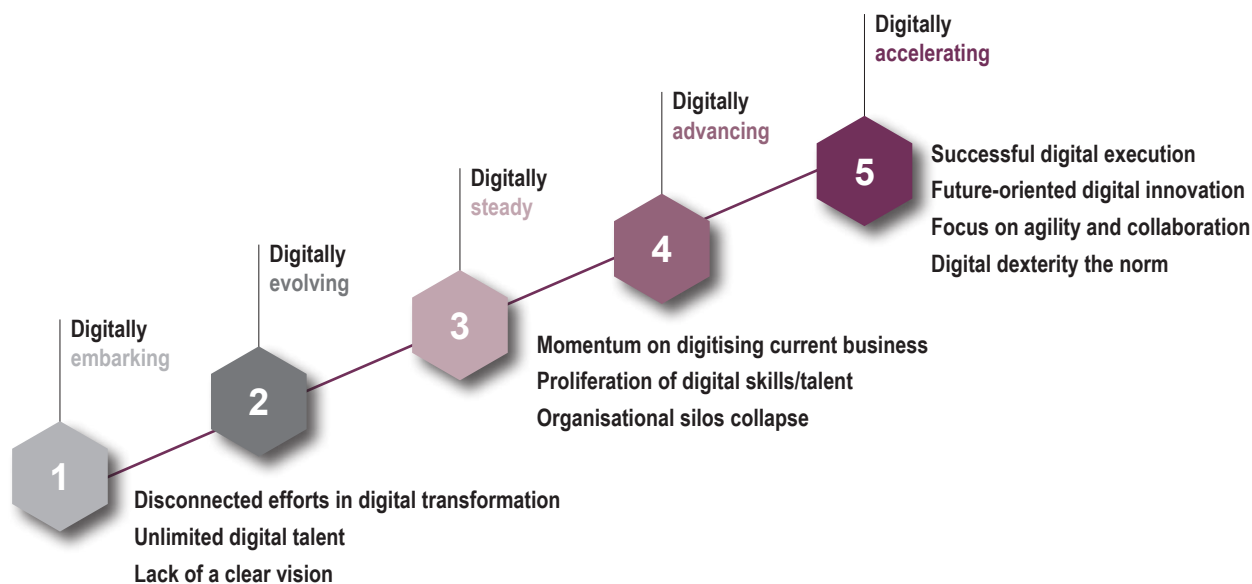 1
Digitally
embarking
Disconnected efforts in digital transformation
Unlimited digital talent
Lack of a clear vision
2
Digitally
evolving
3
Digitally
steady
Momentum on digitising current business
Proliferation of digital skills/talent
Organisational silos collapse
4
Digitally
advancing
5
Digitally
accelerating
Successful digital execution
Future-oriented digital innovation
Focus on agility and collaboration
Digital dexterity the norm